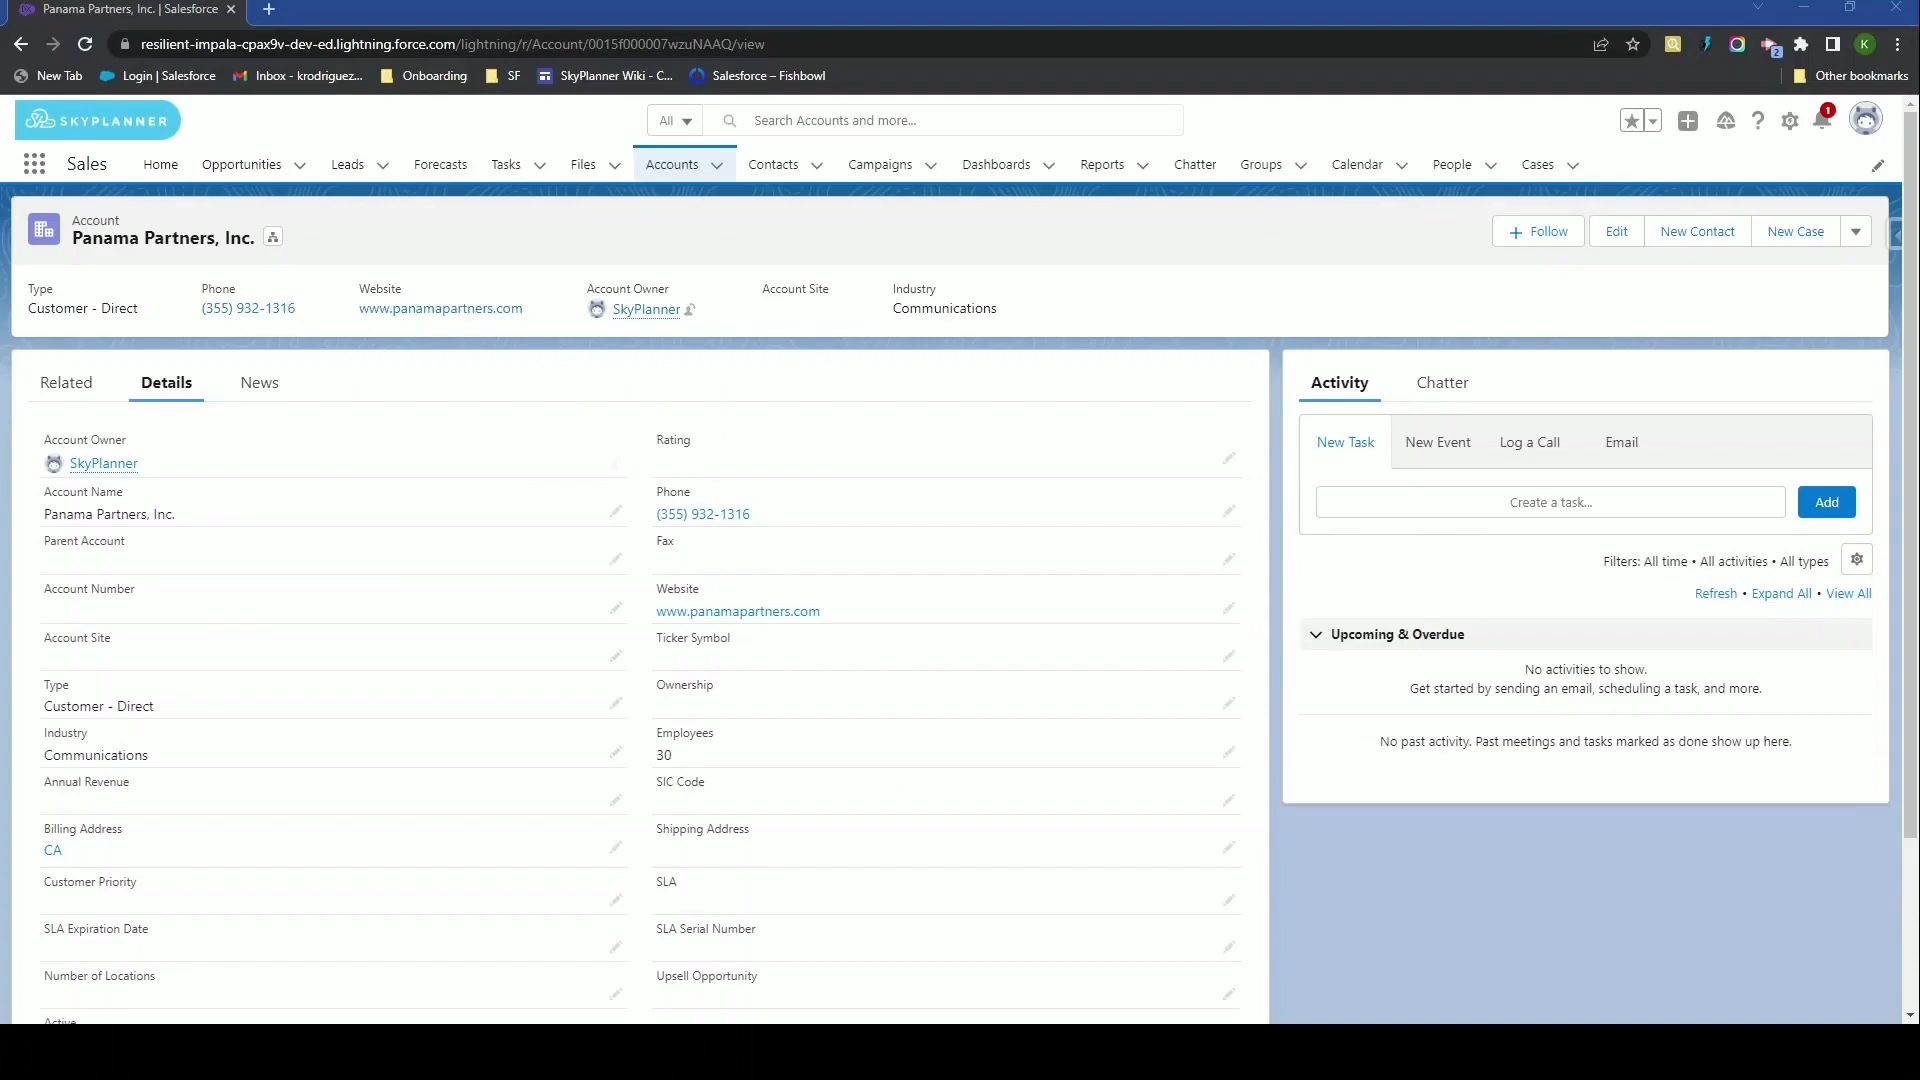 Panama Partners, Inc. | Salesforce
resilient-impala-cpax9v-dev-ed.lightning.force.com/lightning/r/Account/0015f000007wzuNAAQ/view
K
2
New Tab Login | Salesforce Inbox - krodriguez... Onboarding SF SkyPlanner Wiki - C... Salesforce – Fishbowl Other bookmarks
SKYPLANNER
All Search Accounts and more...
1
Sales Home Opportunities Leads Forecasts Tasks Files Accounts Contacts Campaigns Dashboards Reports Chatter Groups Calendar People Cases
Account
Panama Partners, Inc.
Follow Edit New Contact New Case
Type Phone Website Account Owner Account Site Industry
Customer - Direct (355) 932-1316 www.panamapartners.com SkyPlanner Communications
Related Details News
Account Owner Rating
SkyPlanner
Account Name Phone
Panama Partners, Inc. (355) 932-1316
Parent Account Fax
Account Number Website
www.panamapartners.com
Account Site Ticker Symbol
Type Ownership
Customer - Direct
Industry Employees
Communications 30
Annual Revenue SIC Code
Billing Address Shipping Address
CA
Customer Priority SLA
SLA Expiration Date SLA Serial Number
Number of Locations Upsell Opportunity
Active
Activity Chatter
New Task New Event Log a Call Email
Create a task... Add
Filters: All time • All activities • All types
Refresh • Expand All • View All
Upcoming & Overdue
No activities to show.
Get started by sending an email, scheduling a task, and more.
No past activity. Past meetings and tasks marked as done show up here.